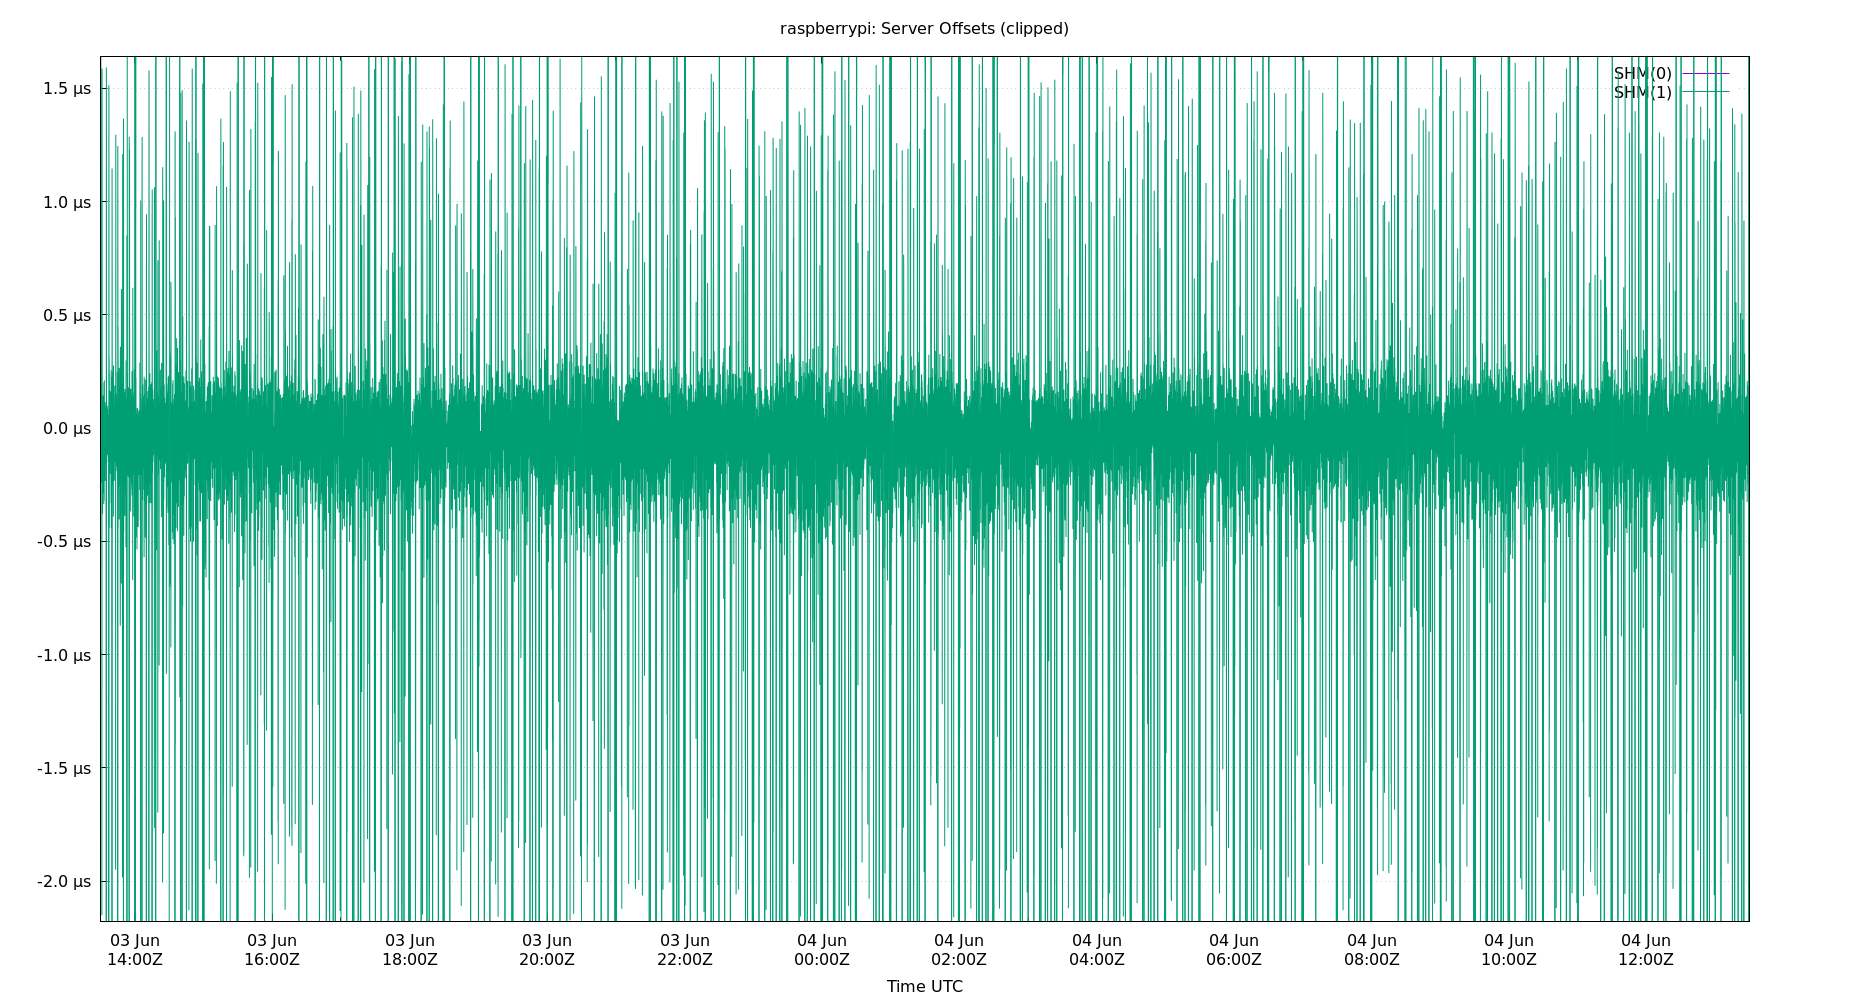 raspberrypi: Server Offsets (clipped)
SHM(0)
SHM(1)
1.5 µs
1.0 µs
0.5 µs
0.0 µs
-0.5 µs
-1.0 µs
-1.5 µs
-2.0 µs
03 Jun 03 Jun 03 Jun 03 Jun 03 Jun 04 Jun 04 Jun 04 Jun 04 Jun 04 Jun 04 Jun 04 Jun
14:00Z 16:00Z 18:00Z 20:00Z 22:00Z 00:00Z 02:00Z 04:00Z 06:00Z 08:00Z 10:00Z 12:00Z
Time UTC